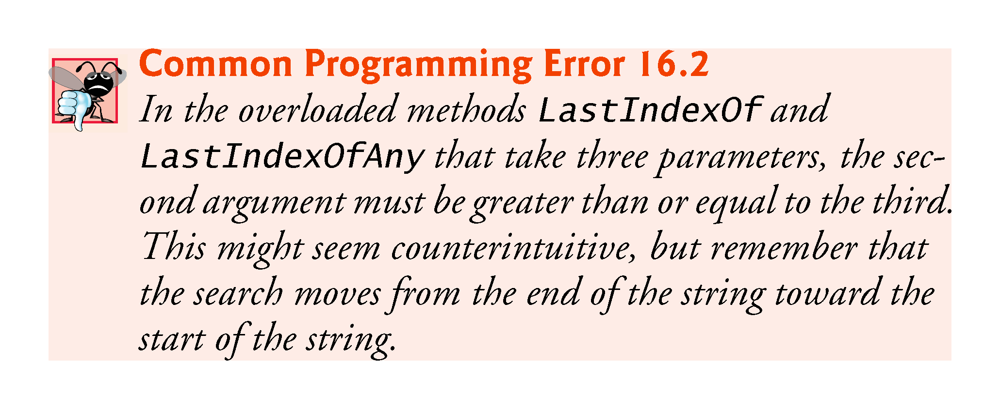 Common Programming Error 16.2
In the overloaded methods LastIndexOf and
LastIndexOfAny that take three parameters, the sec-
ond argument must be greater than or equal to the third.
This might seem counterintuitive, but remember that
the search moves from the end of the string toward the
start of the string.